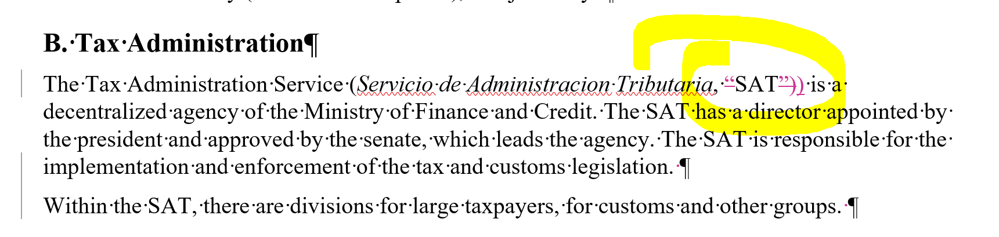 B. Tax Administration¶
The Tax Administration Service (Servicio de Administracion Tributaria, “SAT”)) is a
decentralized agency of the Ministry of Finance and Credit. The SAT has a director appointed by
the president and approved by the senate, which leads the agency. The SAT is responsible for the
implementation and enforcement of the tax and customs legislation. ¶
Within the SAT, there are divisions for large taxpayers, for customs and other groups. ¶